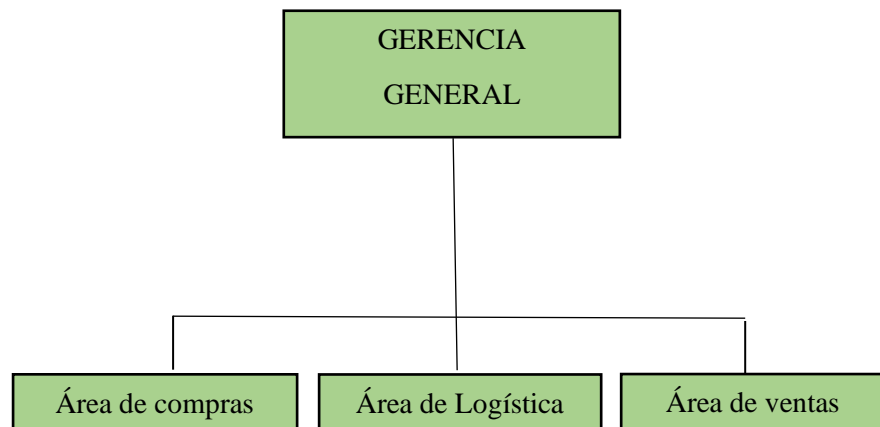 GERENCIA
GENERAL
Área de compras
Área de Logística
Área de ventas